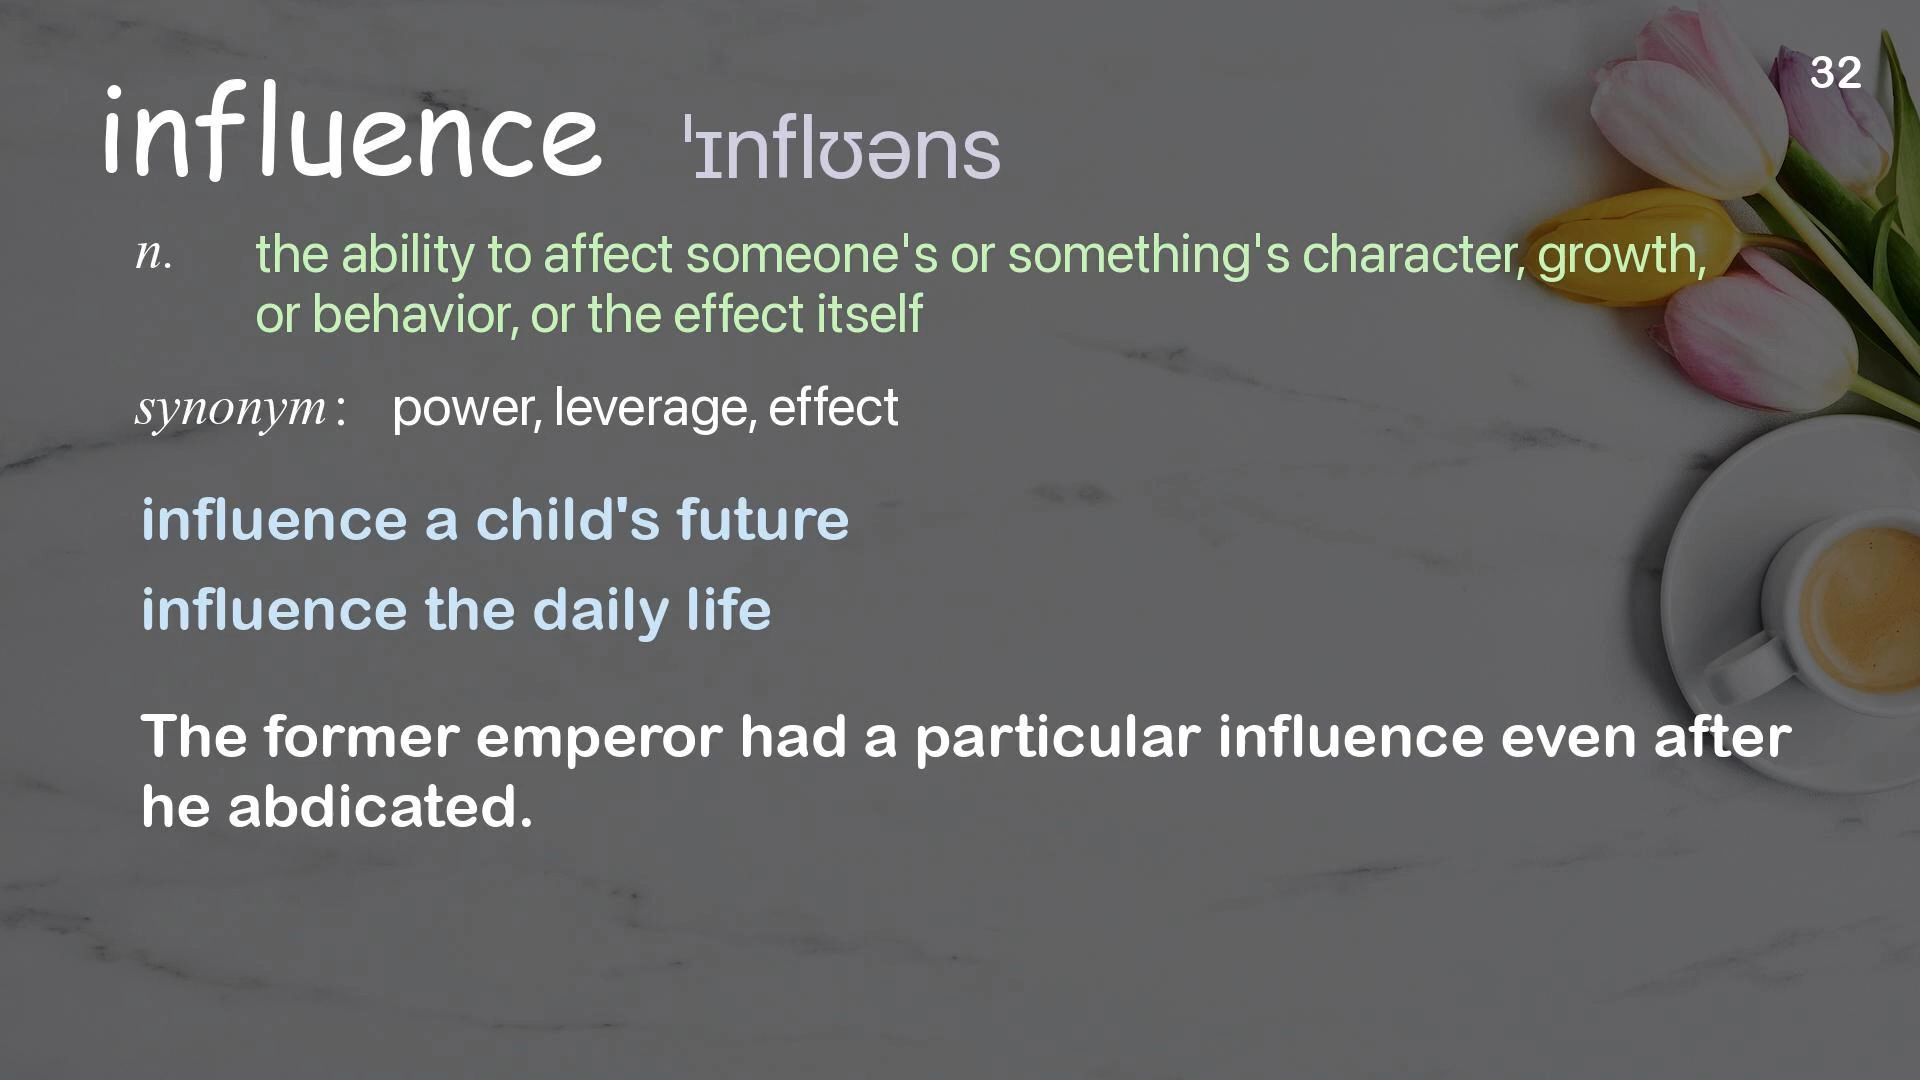 32
influence ˈɪnflʊəns
n. the ability to affect someone's or something's character, growth,
or behavior, or the effect itself
synonym: power, leverage, effect
influence a child's future
influence the daily life
The former emperor had a particular influence even after
he abdicated.